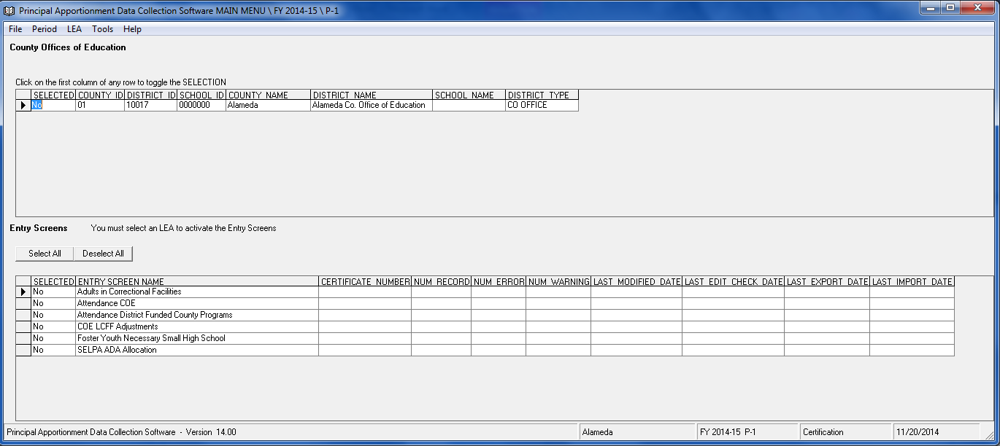 Principal Apportionment Data Collection Software MAIN MENU \ FY 2014-15 \ P-1
File Period LEA Tools Help
County Offices of Education
Click on the first column of any row to toggle the SELECTION
SELECTED COUNTY_ID DISTRICT_ID SCHOOL_ID COUNTY_NAME DISTRICT_NAME SCHOOL_NAME DISTRICT_TYPE
No 01 10017 0000000 Alameda Alameda Co. Office of Education CO OFFICE
Entry Screens You must select an LEA to activate the Entry Screens
Select All Deselect All
SELECTED ENTRY SCREEN NAME CERTIFICATE_NUMBER NUM_RECORD NUM_ERROR NUM_WARNING LAST_MODIFIED_DATE LAST_EDIT_CHECK_DATE LAST_EXPORT_DATE LAST_IMPORT_DATE
No Adults in Correctional Facilities
No Attendance COE
No Attendance District Funded County Programs
No COE LCFF Adjustments
No Foster Youth Necessary Small High School
No SELPA ADA Allocation
Principal Apportionment Data Collection Software - Version 14.00 Alameda FY 2014-15 P-1 Certification 11/20/2014